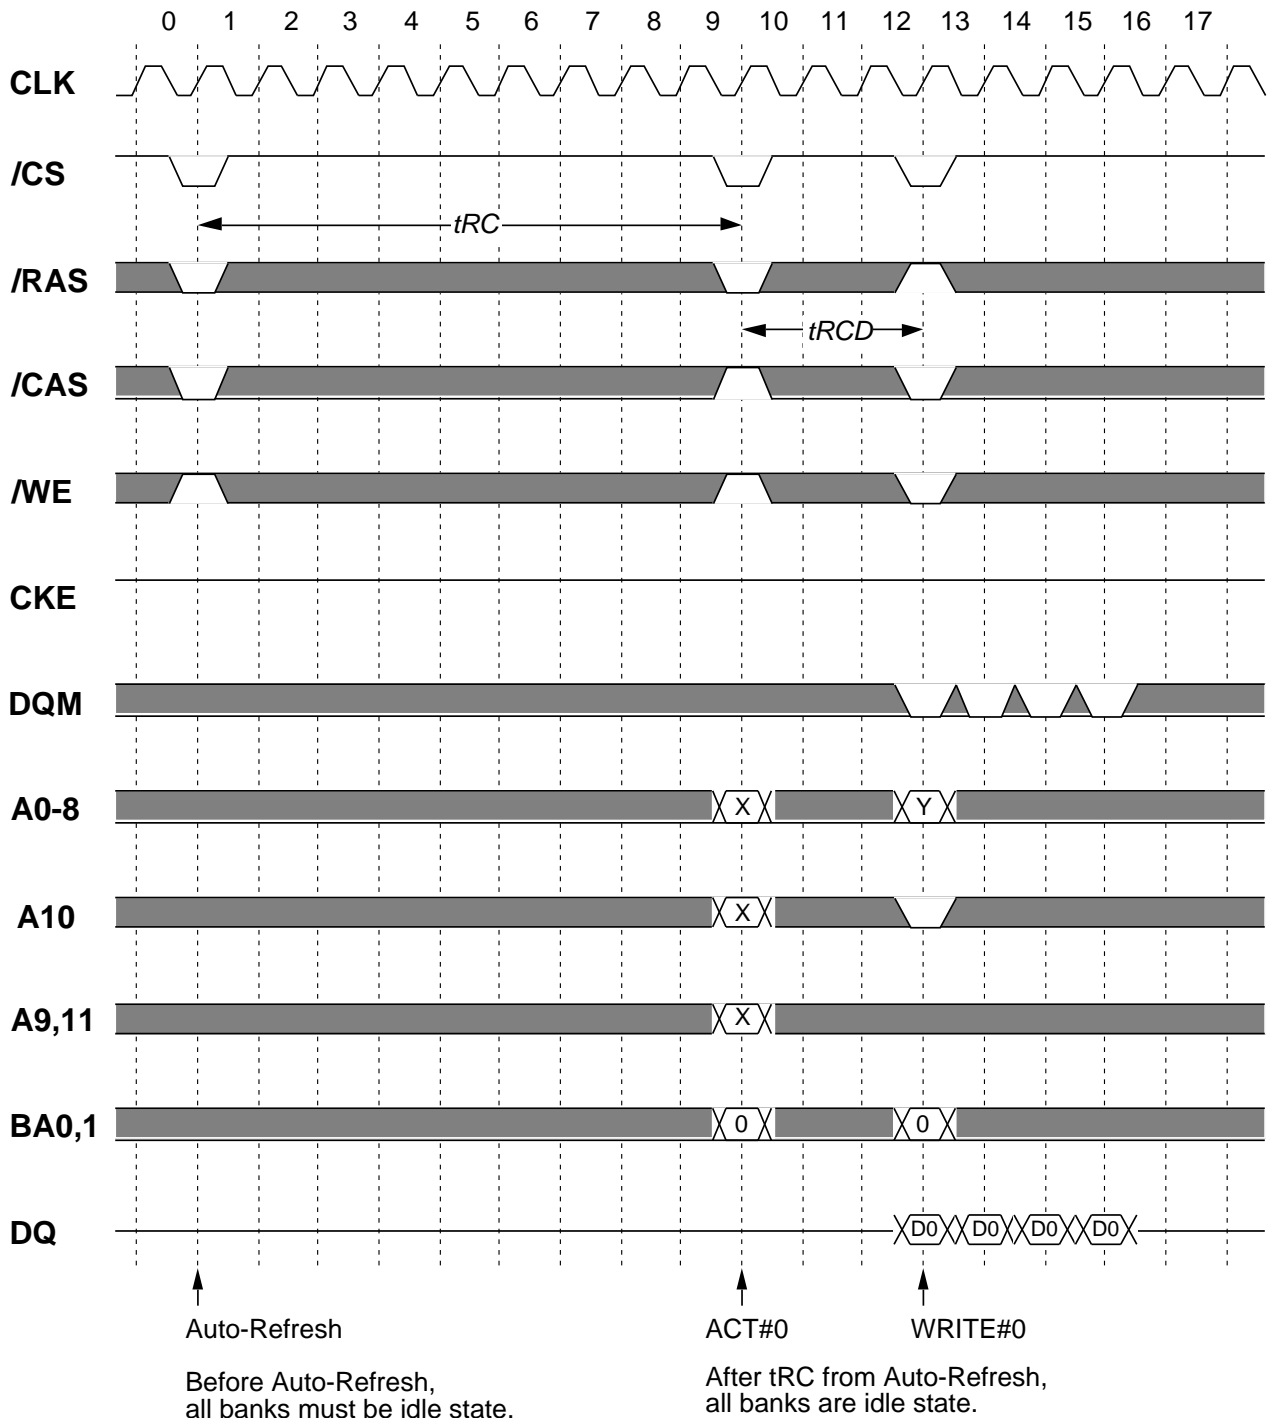 0 1 2 3 4 5 6 7 8 9 10 11 12 13 14 15 16 17
CLK
/CS
tRC
/RAS
tRCD
/CAS
/WE
CKE
DQM
A0-8 X Y
A10 X
A9,11 X
BA0,1 0 0
DQ D0 D0 D0 D0
Auto-Refresh ACT#0 WRITE#0
Before Auto-Refresh,
all banks must be idle state.
After tRC from Auto-Refresh,
all banks are idle state.